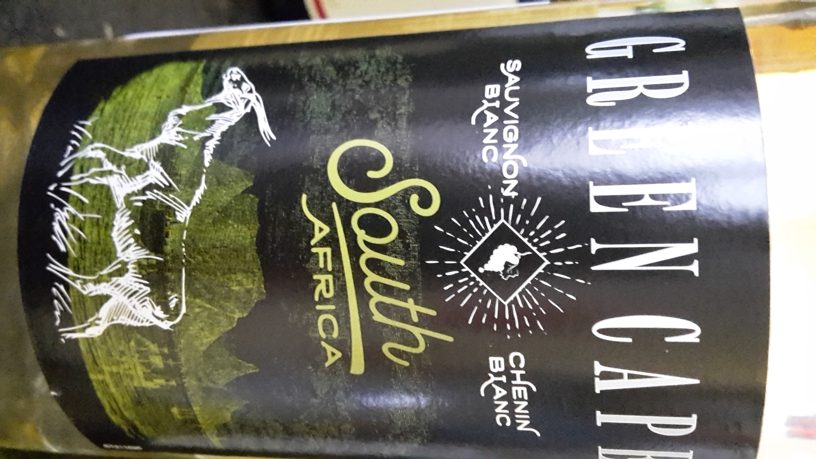 GREEN CAPE
SAUVIGNON
BLANC
CHENIN
BLANC
South
AFRICA